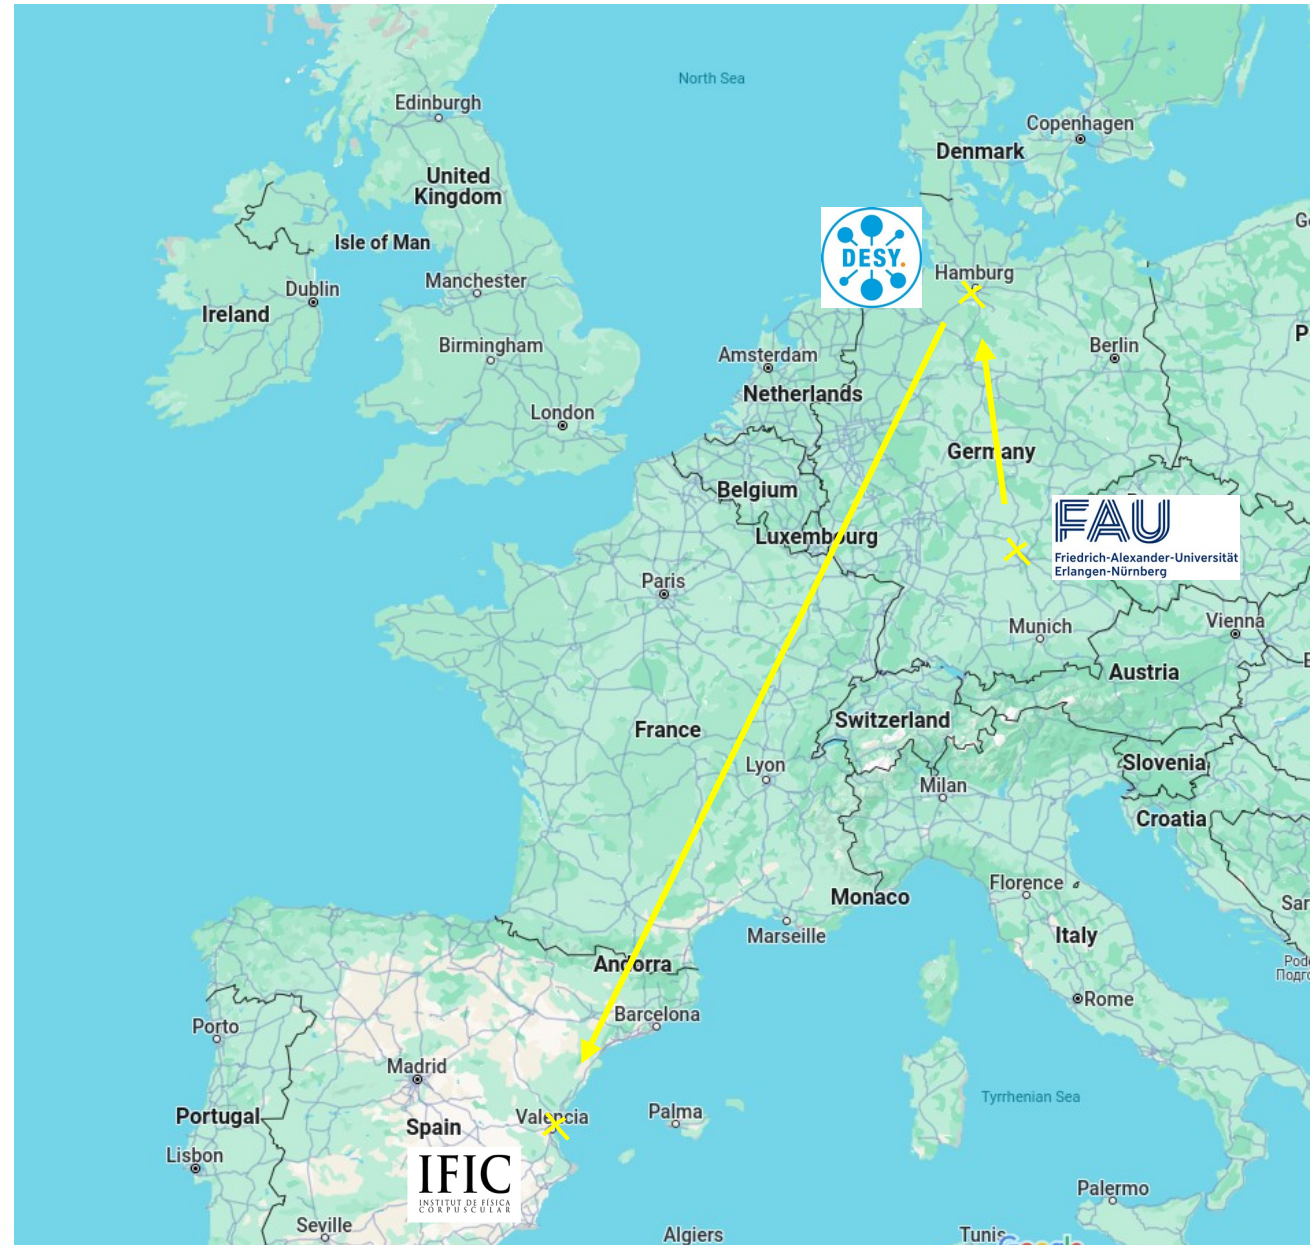 North Sea
Edinburgh
Copenhagen
Denmark
United
Kingdom
Isle of Man
DESY.
Hamburg
Manchester
Dublin
Ireland
Birmingham
Amsterdam
Berlin
Netherlands
London
Germany
Belgium
FAU
Friedrich-Alexander-Universität
Erlangen-Nürnberg
Luxembourg
Paris
Munich
Vienna
Austria
Switzerland
France
Slovenia
Lyon
Milan
Croatia
Florence
Monaco
Marseille
Italy
Andorra
Rome
Barcelona
Porto
Madrid
Tyrrhenian Sea
Portugal
Valencia
Palma
Spain
Lisbon
IFIC
INSTITUT DE FÍSICA
CORPUSCULAR
Palermo
Seville
Algiers
Tunis
Google